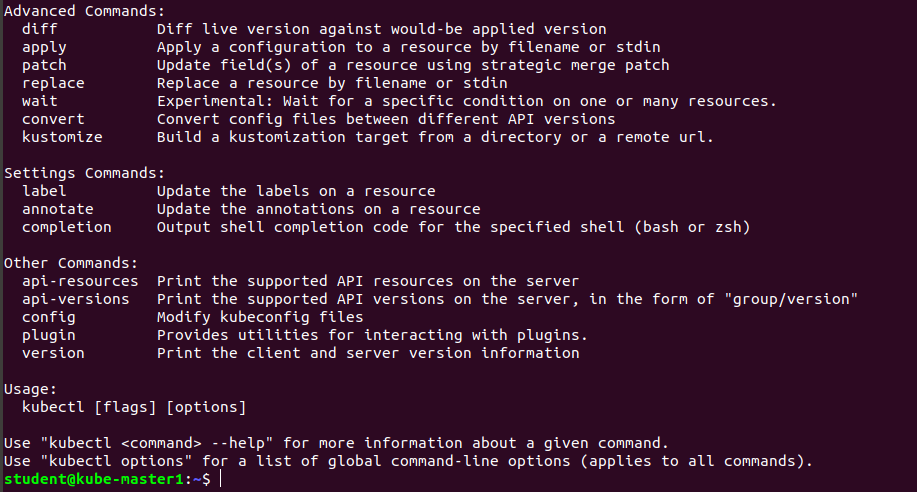 Advanced Commands:
  diff           Diff live version against would-be applied version
  apply          Apply a configuration to a resource by filename or stdin
  patch          Update field(s) of a resource using strategic merge patch
  replace        Replace a resource by filename or stdin
  wait           Experimental: Wait for a specific condition on one or many resources.
  convert        Convert config files between different API versions
  kustomize      Build a kustomization target from a directory or a remote url.

Settings Commands:
  label          Update the labels on a resource
  annotate       Update the annotations on a resource
  completion     Output shell completion code for the specified shell (bash or zsh)

Other Commands:
  api-resources  Print the supported API resources on the server
  api-versions   Print the supported API versions on the server, in the form of "group/version"
  config         Modify kubeconfig files
  plugin         Provides utilities for interacting with plugins.
  version        Print the client and server version information

Usage:
  kubectl [flags] [options]

Use "kubectl <command> --help" for more information about a given command.
Use "kubectl options" for a list of global command-line options (applies to all commands).
student@kube-master1:~$